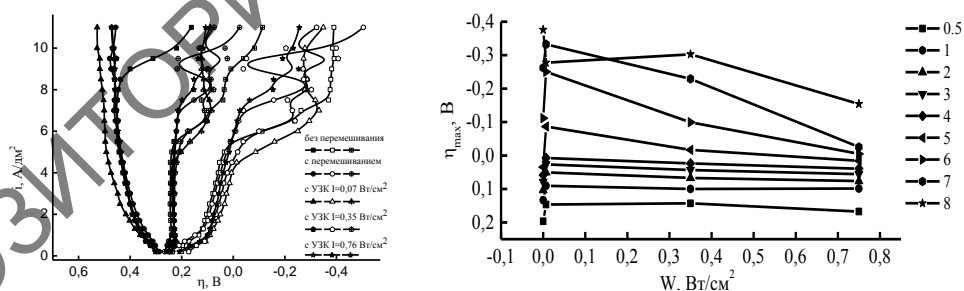 ЗИТОРИ
i, А/дм²
10
8
6
4
2
0
0,6 0,4 0,2 0,0 -0,2 -0,4
η, В
без перемешивания
с перемешиванием
с УЗК I=0,07 Вт/см²
с УЗК I=0,35 Вт/см²
с УЗК I=0,76 Вт/см²
ηmax, В
-0,4
-0,3
-0,2
-0,1
0,0
0,1
0,2
-0,1 0,0 0,1 0,2 0,3 0,4 0,5 0,6 0,7 0,8
W, Вт/см²
0.5
1
2
3
4
5
6
7
8